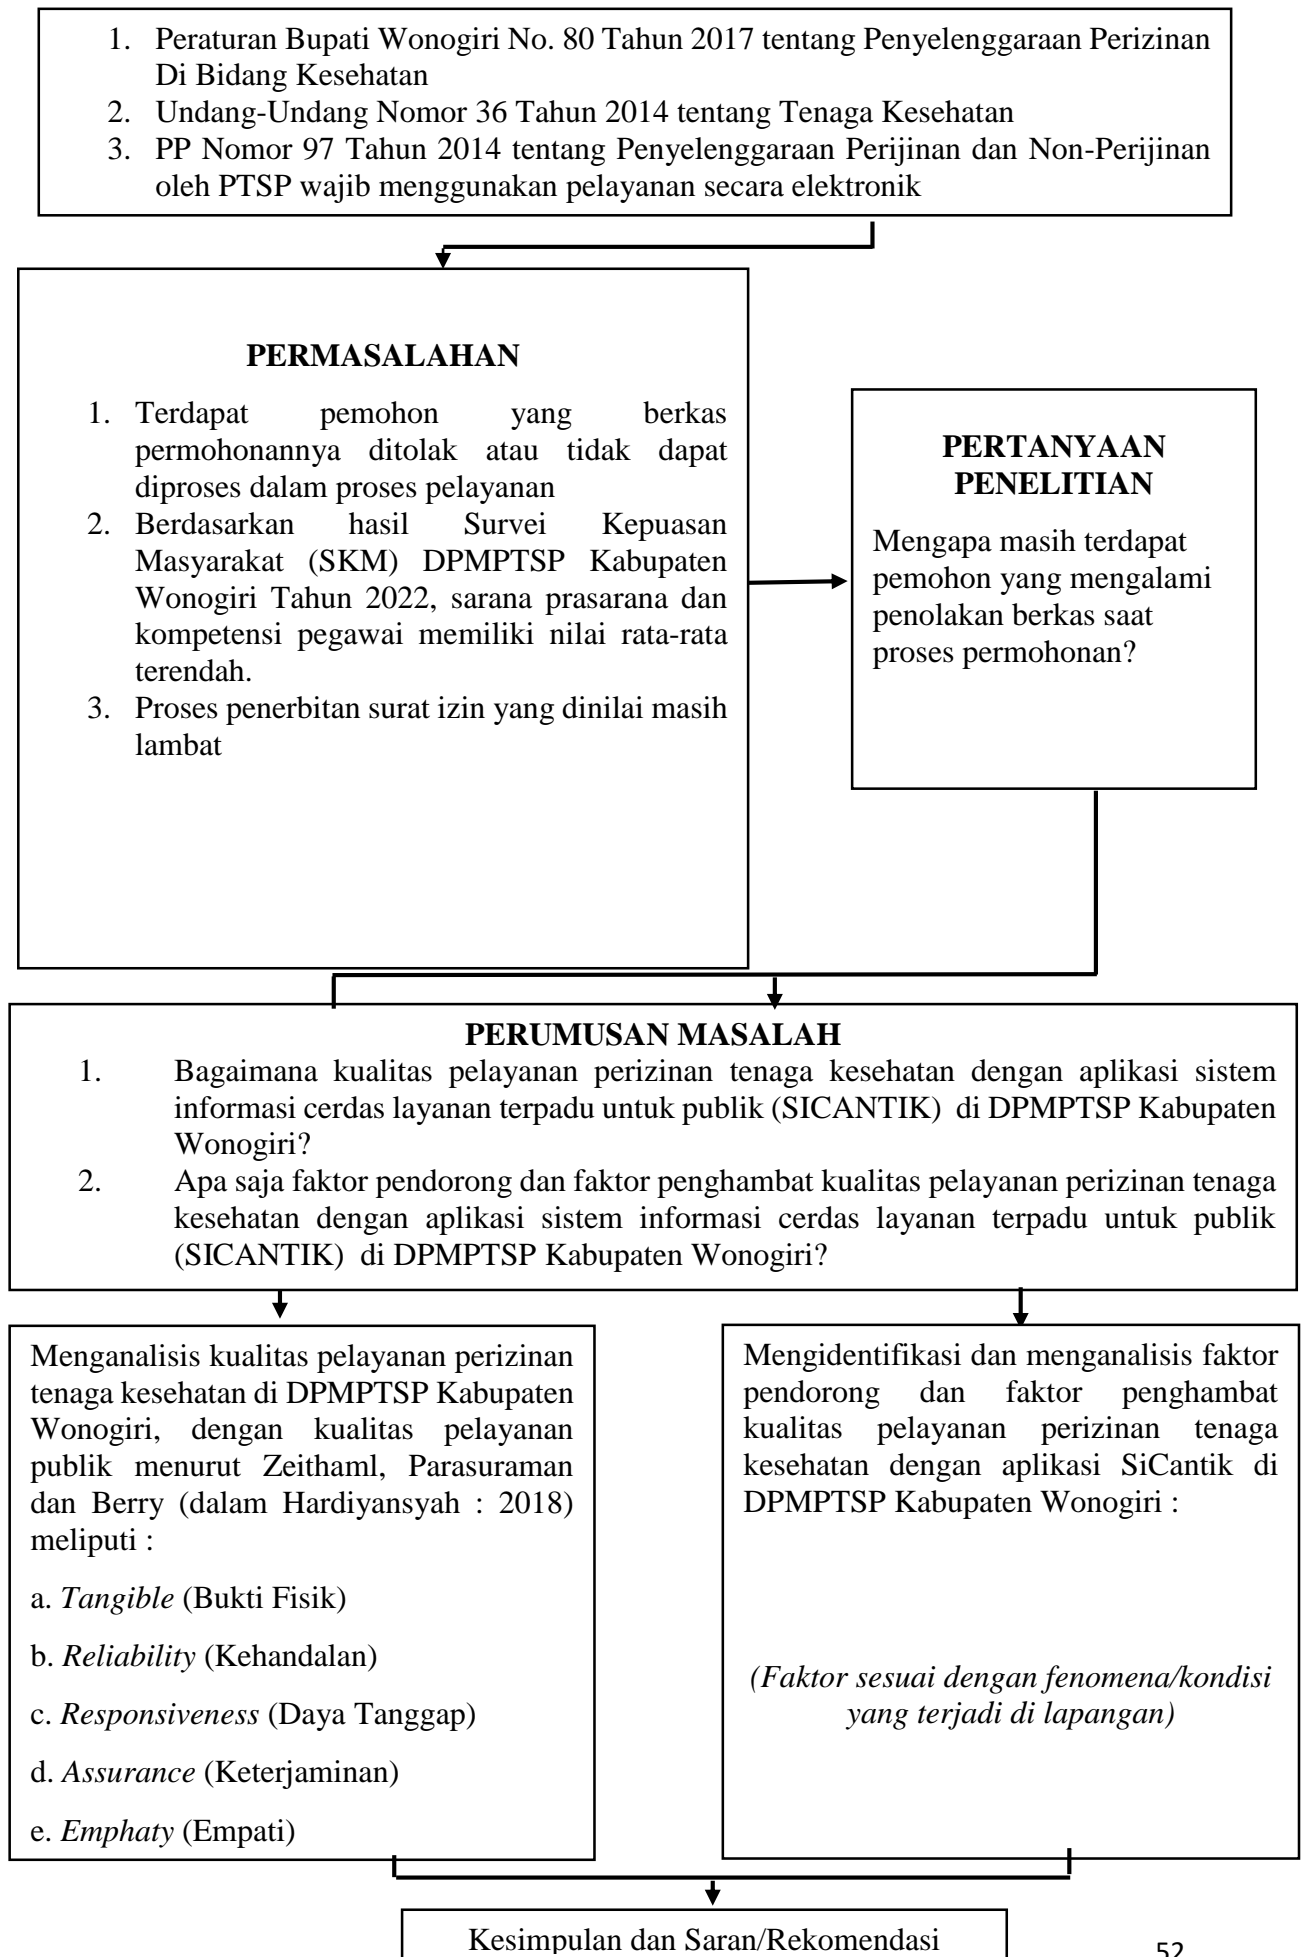 1. Peraturan Bupati Wonogiri No. 80 Tahun 2017 tentang Penyelenggaraan Perizinan
Di Bidang Kesehatan
2. Undang-Undang Nomor 36 Tahun 2014 tentang Tenaga Kesehatan
3. PP Nomor 97 Tahun 2014 tentang Penyelenggaraan Perijinan dan Non-Perijinan
oleh PTSP wajib menggunakan pelayanan secara elektronik
PERMASALAHAN
1. Terdapat pemohon yang berkas
permohonannya ditolak atau tidak dapat
diproses dalam proses pelayanan
2. Berdasarkan hasil Survei Kepuasan
Masyarakat (SKM) DPMPTSP Kabupaten
Wonogiri Tahun 2022, sarana prasarana dan
kompetensi pegawai memiliki nilai rata-rata
terendah.
3. Proses penerbitan surat izin yang dinilai masih
lambat
PERTANYAAN
PENELITIAN
Mengapa masih terdapat
pemohon yang mengalami
penolakan berkas saat
proses permohonan?
PERUMUSAN MASALAH
1. Bagaimana kualitas pelayanan perizinan tenaga kesehatan dengan aplikasi sistem
informasi cerdas layanan terpadu untuk publik (SICANTIK) di DPMPTSP Kabupaten
Wonogiri?
2. Apa saja faktor pendorong dan faktor penghambat kualitas pelayanan perizinan tenaga
kesehatan dengan aplikasi sistem informasi cerdas layanan terpadu untuk publik
(SICANTIK) di DPMPTSP Kabupaten Wonogiri?
Menganalisis kualitas pelayanan perizinan
tenaga kesehatan di DPMPTSP Kabupaten
Wonogiri, dengan kualitas pelayanan
publik menurut Zeithaml, Parasuraman
dan Berry (dalam Hardiyansyah : 2018)
meliputi :
a. Tangible (Bukti Fisik)
b. Reliability (Kehandalan)
c. Responsiveness (Daya Tanggap)
d. Assurance (Keterjaminan)
e. Emphaty (Empati)
Mengidentifikasi dan menganalisis faktor
pendorong dan faktor penghambat
kualitas pelayanan perizinan tenaga
kesehatan dengan aplikasi SiCantik di
DPMPTSP Kabupaten Wonogiri :
(Faktor sesuai dengan fenomena/kondisi
yang terjadi di lapangan)
Kesimpulan dan Saran/Rekomendasi
52